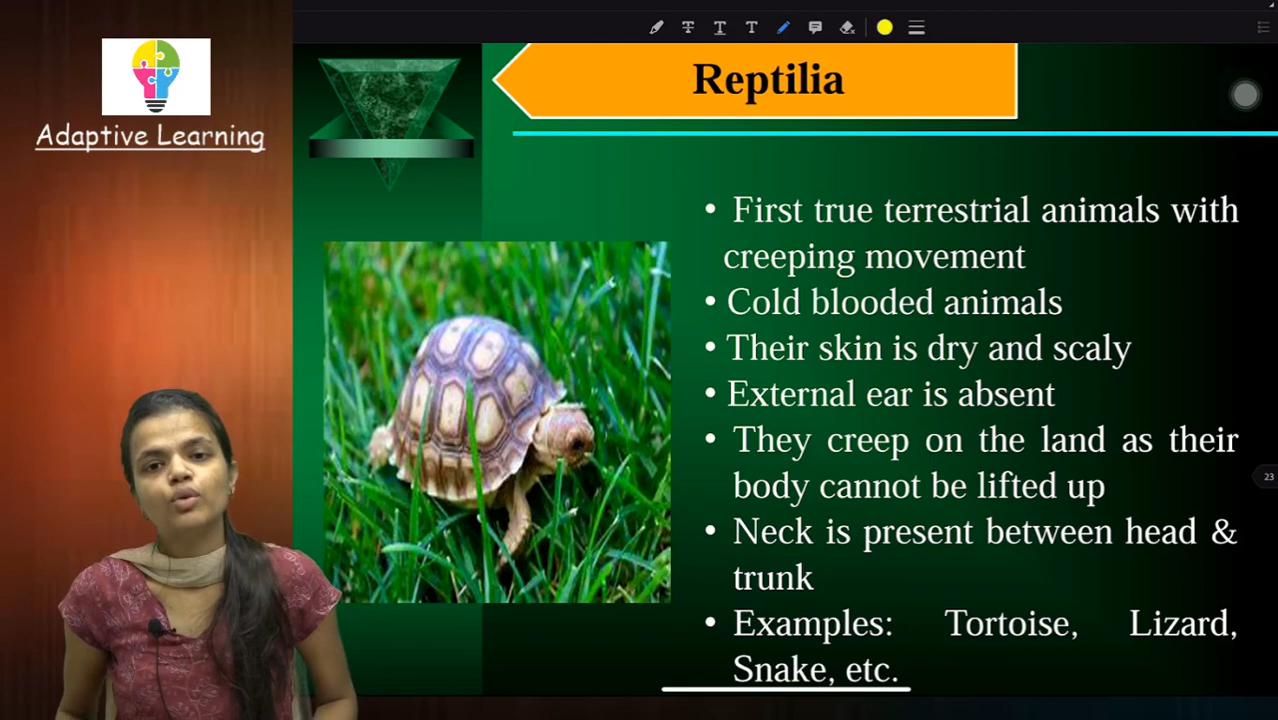 Adaptive Learning
Reptilia
• First true terrestrial animals with
creeping movement
• Cold blooded animals
• Their skin is dry and scaly
• External ear is absent
• They creep on the land as their
body cannot be lifted up
• Neck is present between head &
trunk
• Examples: Tortoise, Lizard,
Snake, etc.
23